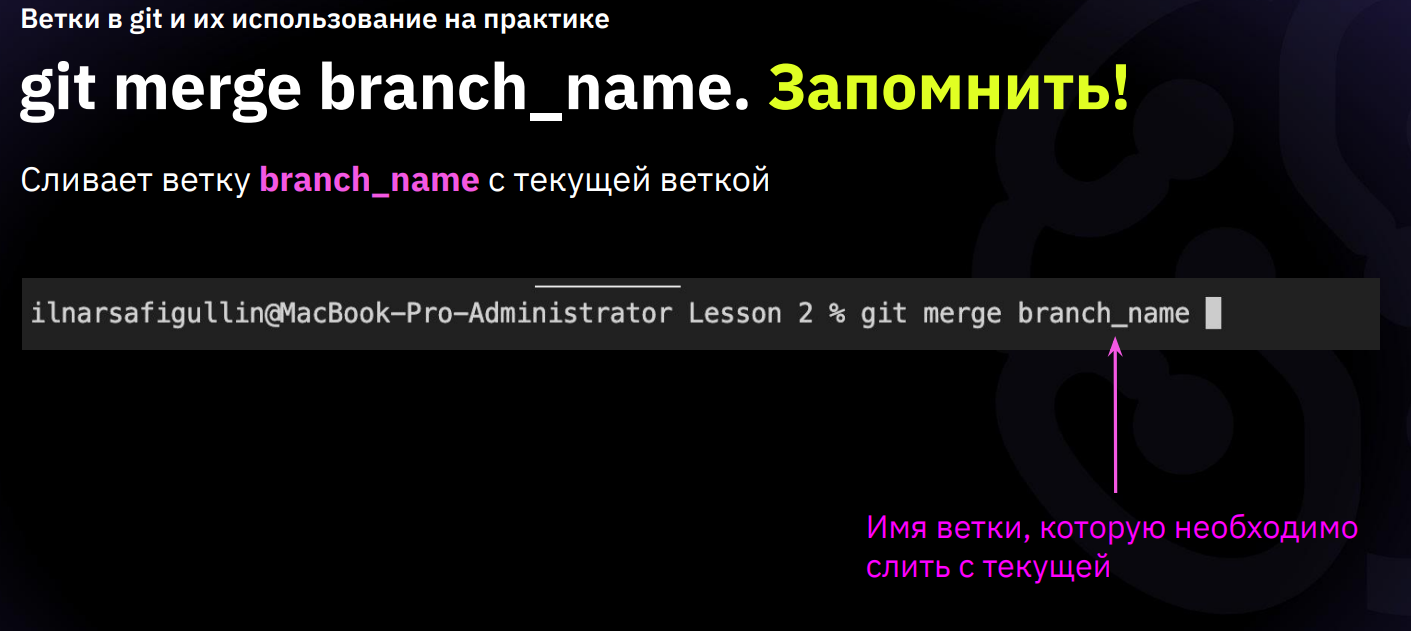 Ветки в git и их использование на практике
git merge branch_name. Запомнить!
Сливает ветку branch_name с текущей веткой
ilnarsafigullin@MacBook-Pro-Administrator Lesson 2 % git merge branch_name
Имя ветки, которую необходимо
слить с текущей